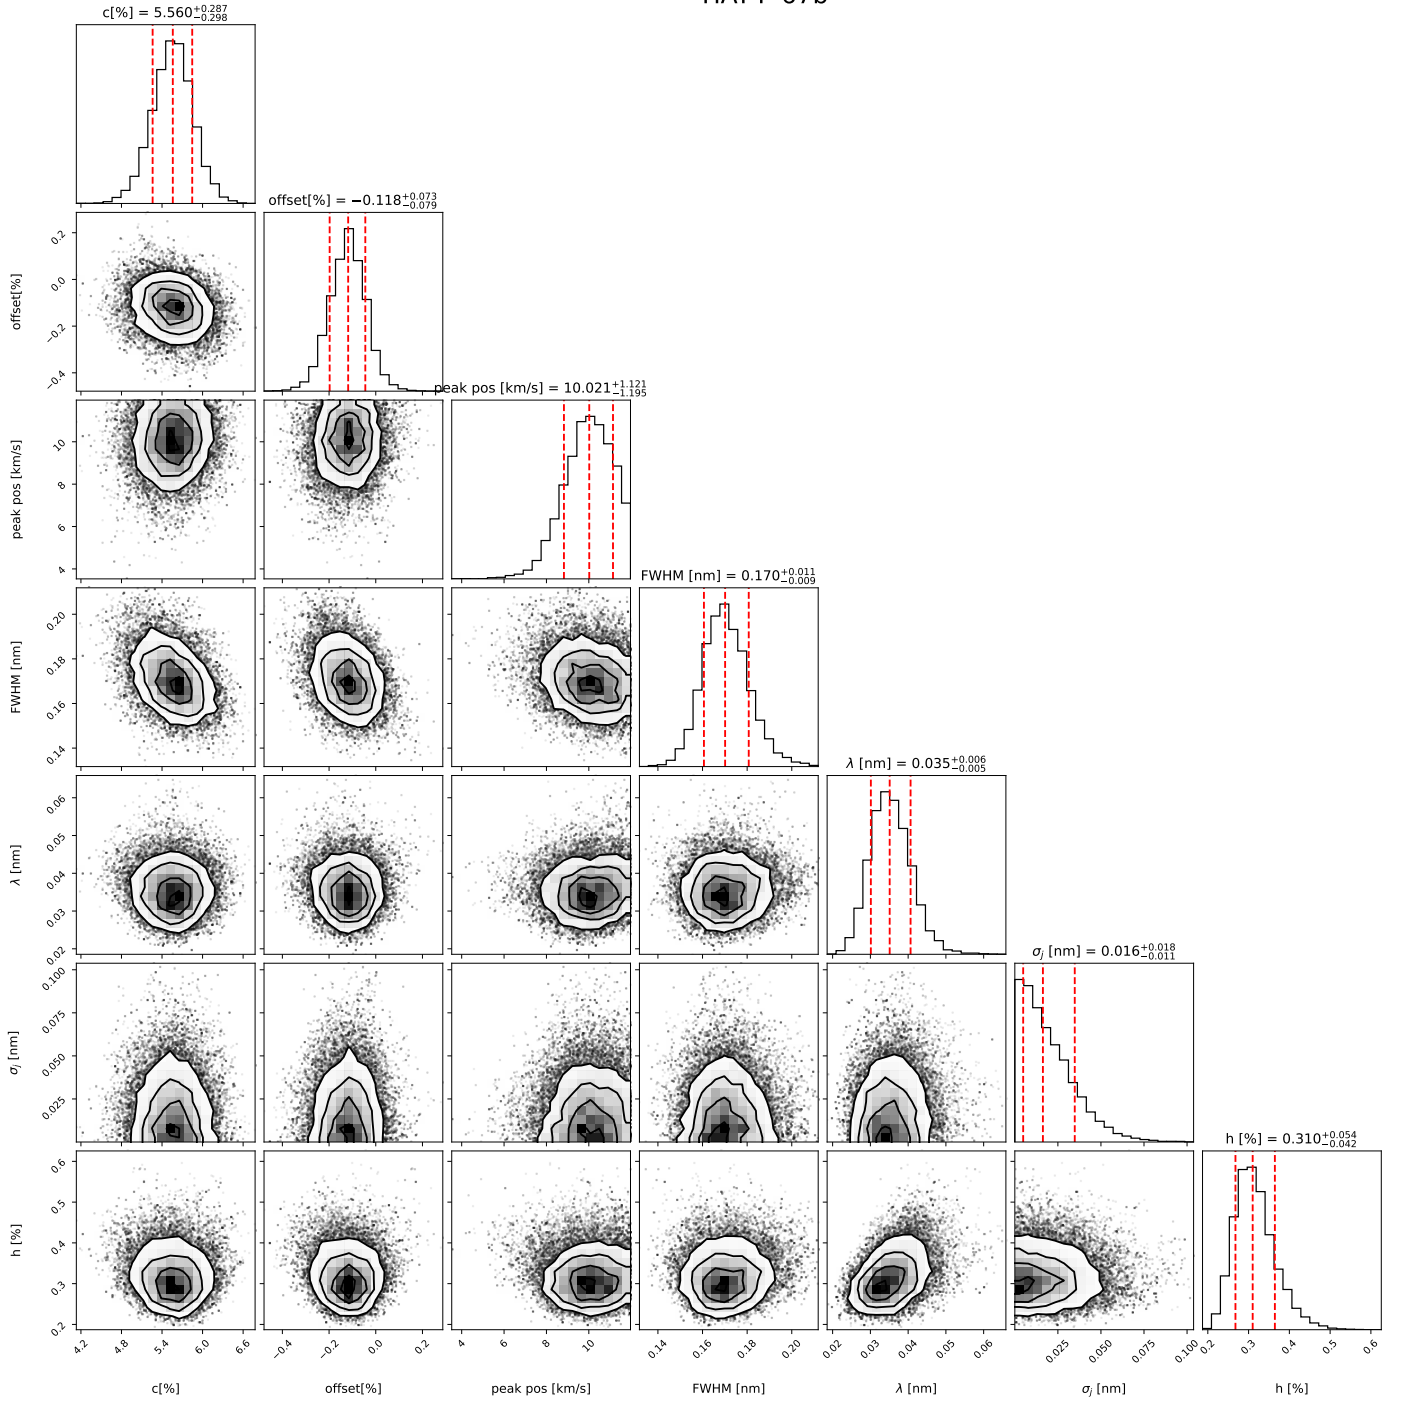 c[%] = 5.560^{+0.287}_{-0.298}
offset[%] = −0.118^{+0.073}_{-0.079}
peak pos [km/s] = 10.021^{+1.121}_{-1.195}
FWHM [nm] = 0.170^{+0.011}_{-0.009}
λ [nm] = 0.035^{+0.006}_{-0.005}
σ_j [nm] = 0.016^{+0.018}_{-0.011}
h [%] = 0.310^{+0.054}_{-0.042}
offset[%]
0.2
0.0
−0.2
−0.4
peak pos [km/s]
10
8
6
4
FWHM [nm]
0.20
0.18
0.16
0.14
λ [nm]
0.06
0.05
0.04
0.03
0.02
σ_j [nm]
0.100
0.075
0.050
0.025
h [%]
0.6
0.5
0.4
0.3
0.2
4.2 4.8 5.4 6.0 6.6
−0.4 −0.2 0.0 0.2
4 6 8 10
0.14 0.16 0.18 0.20
0.02 0.03 0.04 0.05 0.06
0.025 0.050 0.075 0.100
0.2 0.3 0.4 0.5 0.6
c[%]
offset[%]
peak pos [km/s]
FWHM [nm]
λ [nm]
σ_j [nm]
h [%]